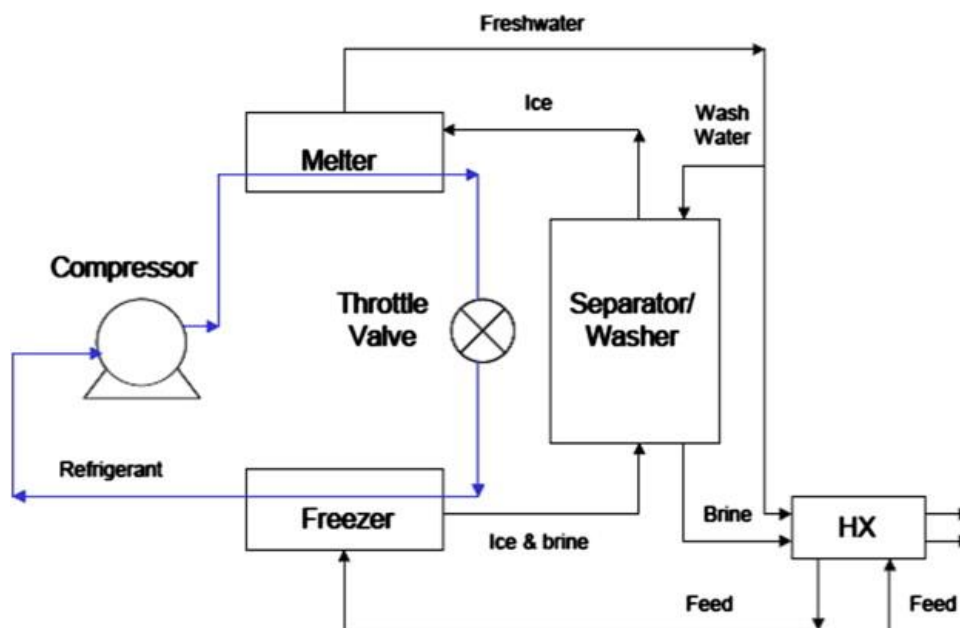 Freshwater
Ice
Wash
Water
Melter
Compressor
Throttle
Valve
Separator/
Washer
Refrigerant
Freezer
Ice & brine
Brine
HX
Feed
Feed